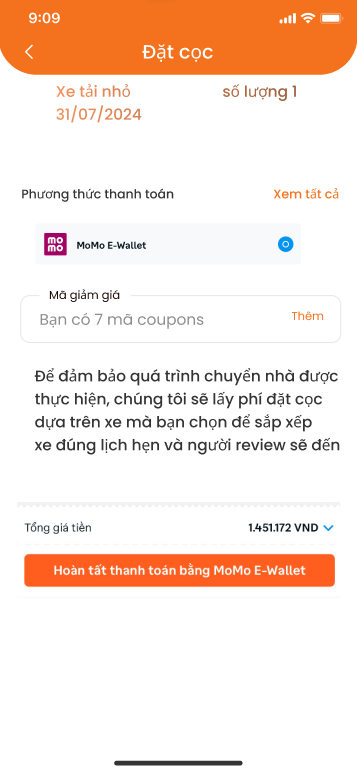 9:09
Đặt cọc
Xe tải nhỏ
số lượng 1
31/07/2024
Phương thức thanh toán
Xem tất cả
mo
mo
MoMo E-Wallet
Mã giảm giá
Bạn có 7 mã coupons
Thêm
Để đảm bảo quá trình chuyển nhà được
thực hiện, chúng tôi sẽ lấy phí đặt cọc
dựa trên xe mà bạn chọn để sắp xếp
xe đúng lịch hẹn và người review sẽ đến
Tổng giá tiền
1.451.172 VND
Hoàn tất thanh toán bằng MoMo E-Wallet